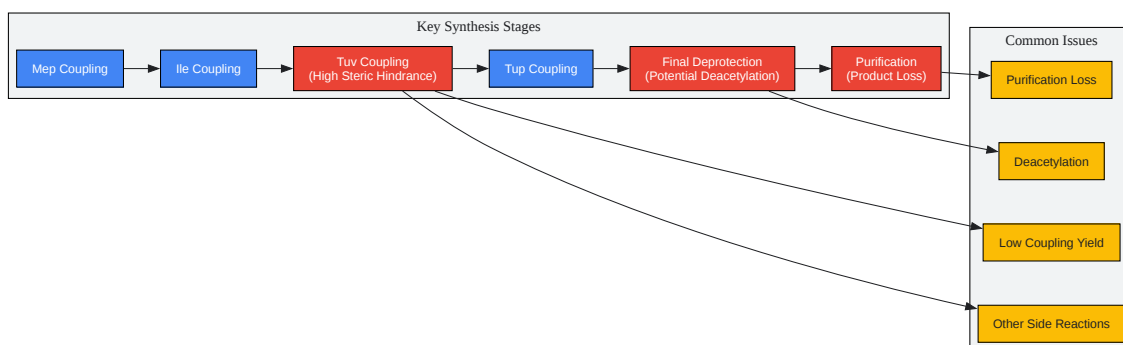 Key Synthesis Stages
Mep Coupling
Ile Coupling
Tuv Coupling
(High Steric Hindrance)
Tup Coupling
Final Deprotection
(Potential Deacetylation)
Purification
(Product Loss)
Common Issues
Purification Loss
Deacetylation
Low Coupling Yield
Other Side Reactions